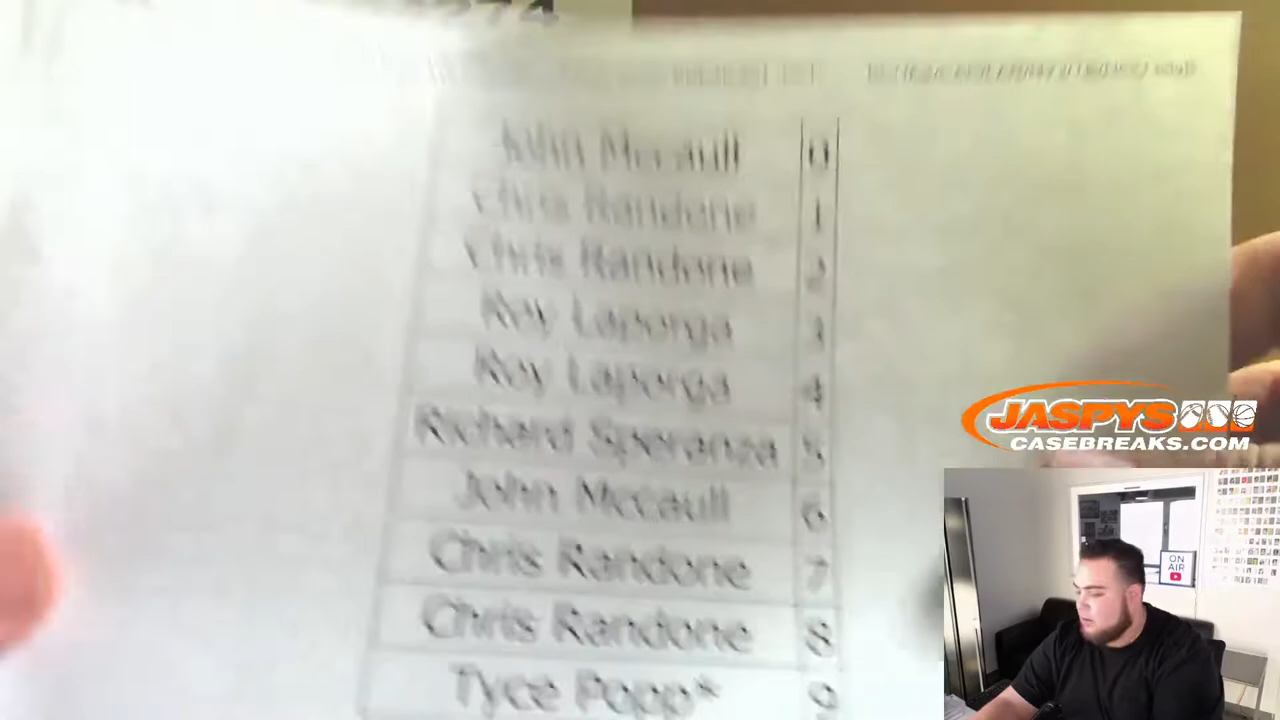 John Mccaull 0
Chris Randone 1
Chris Randone 2
Roy Laporga 3
Roy Laporga 4
Richard Speranza 5
John Mccaull 6
Chris Randone 7
Chris Randone 8
Tyce Popp* 9
JASPYS
CASEBREAKS.COM
ON
AIR